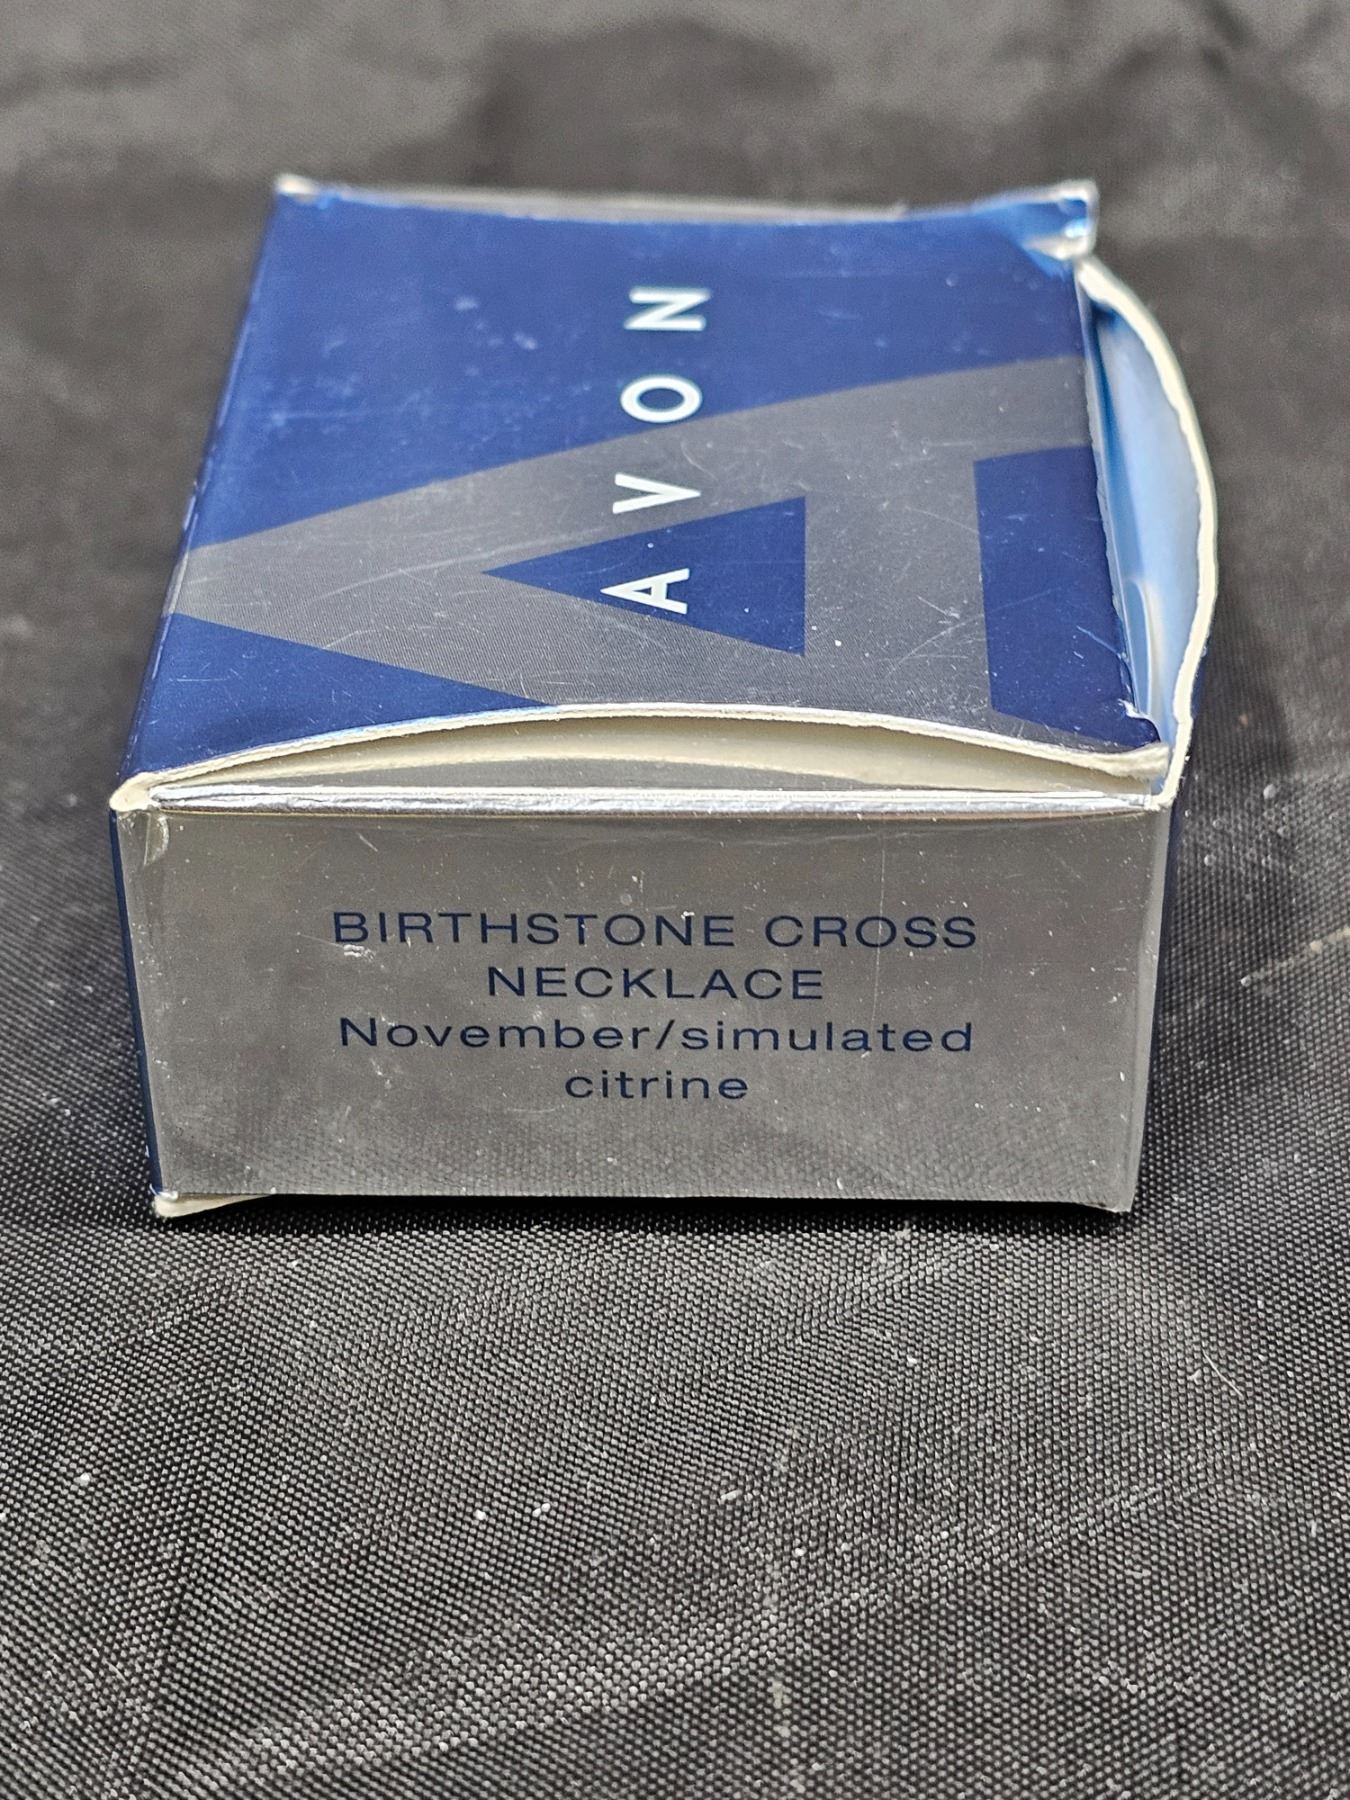 AVON
BIRTHSTONE CROSS
NECKLACE
November/simulated
citrine